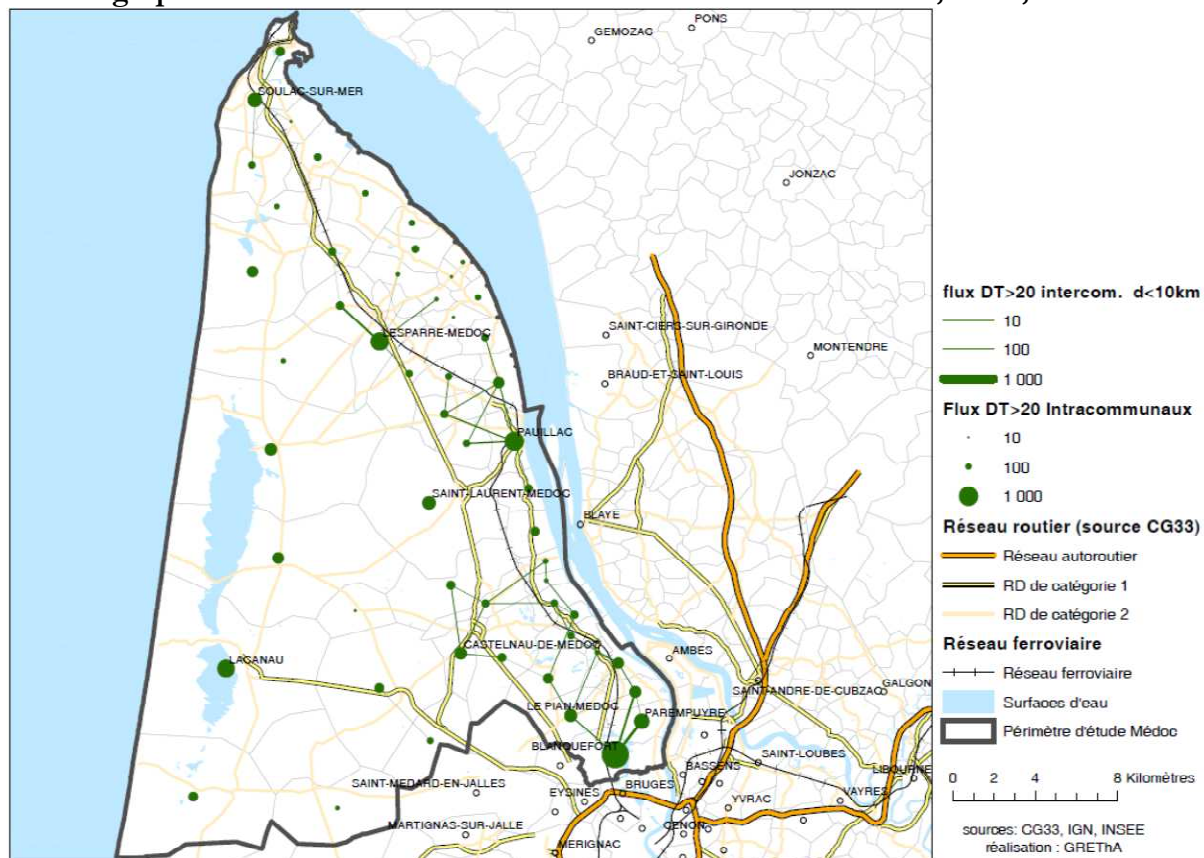 GEMOZAC
PONS
SOULAC-SUR-MER
JONZAC
LESPARRE-MEDOC
SAINT-CIERS-SUR-GIRONDE
MONTENDRE
BRAUD-ET-SAINT-LOUIS
PAUILLAC
SAINT-LAURENT-MEDOC
BLAYE
CASTELNAU-DE-MEDOC
AMBES
LACANAU
SAINT-ANDRE-DE-CUBZAC
GALGON
LE PIAN-MEDOC
PAREMPUYRE
BLANQUEFORT
SAINT-LOUBES
BASSENS
LIBOURNE
SAINT-MEDARD-EN-JALLES
EYSINES
BRUGES
YVRAC
VAYRES
MARTIGNAS-SUR-JALLE
CENON
MERIGNAC
flux DT>20 intercom. d<10km
10
100
1 000
Flux DT>20 Intracommunaux
10
100
1 000
Réseau routier (source CG33)
Réseau autoroutier
RD de catégorie 1
RD de catégorie 2
Réseau ferroviaire
Réseau ferroviaire
Surfaces d'eau
Périmètre d'étude Médoc
0 2 4 8 Kilomètres
sources: CG33, IGN, INSEE
réalisation : GREThA